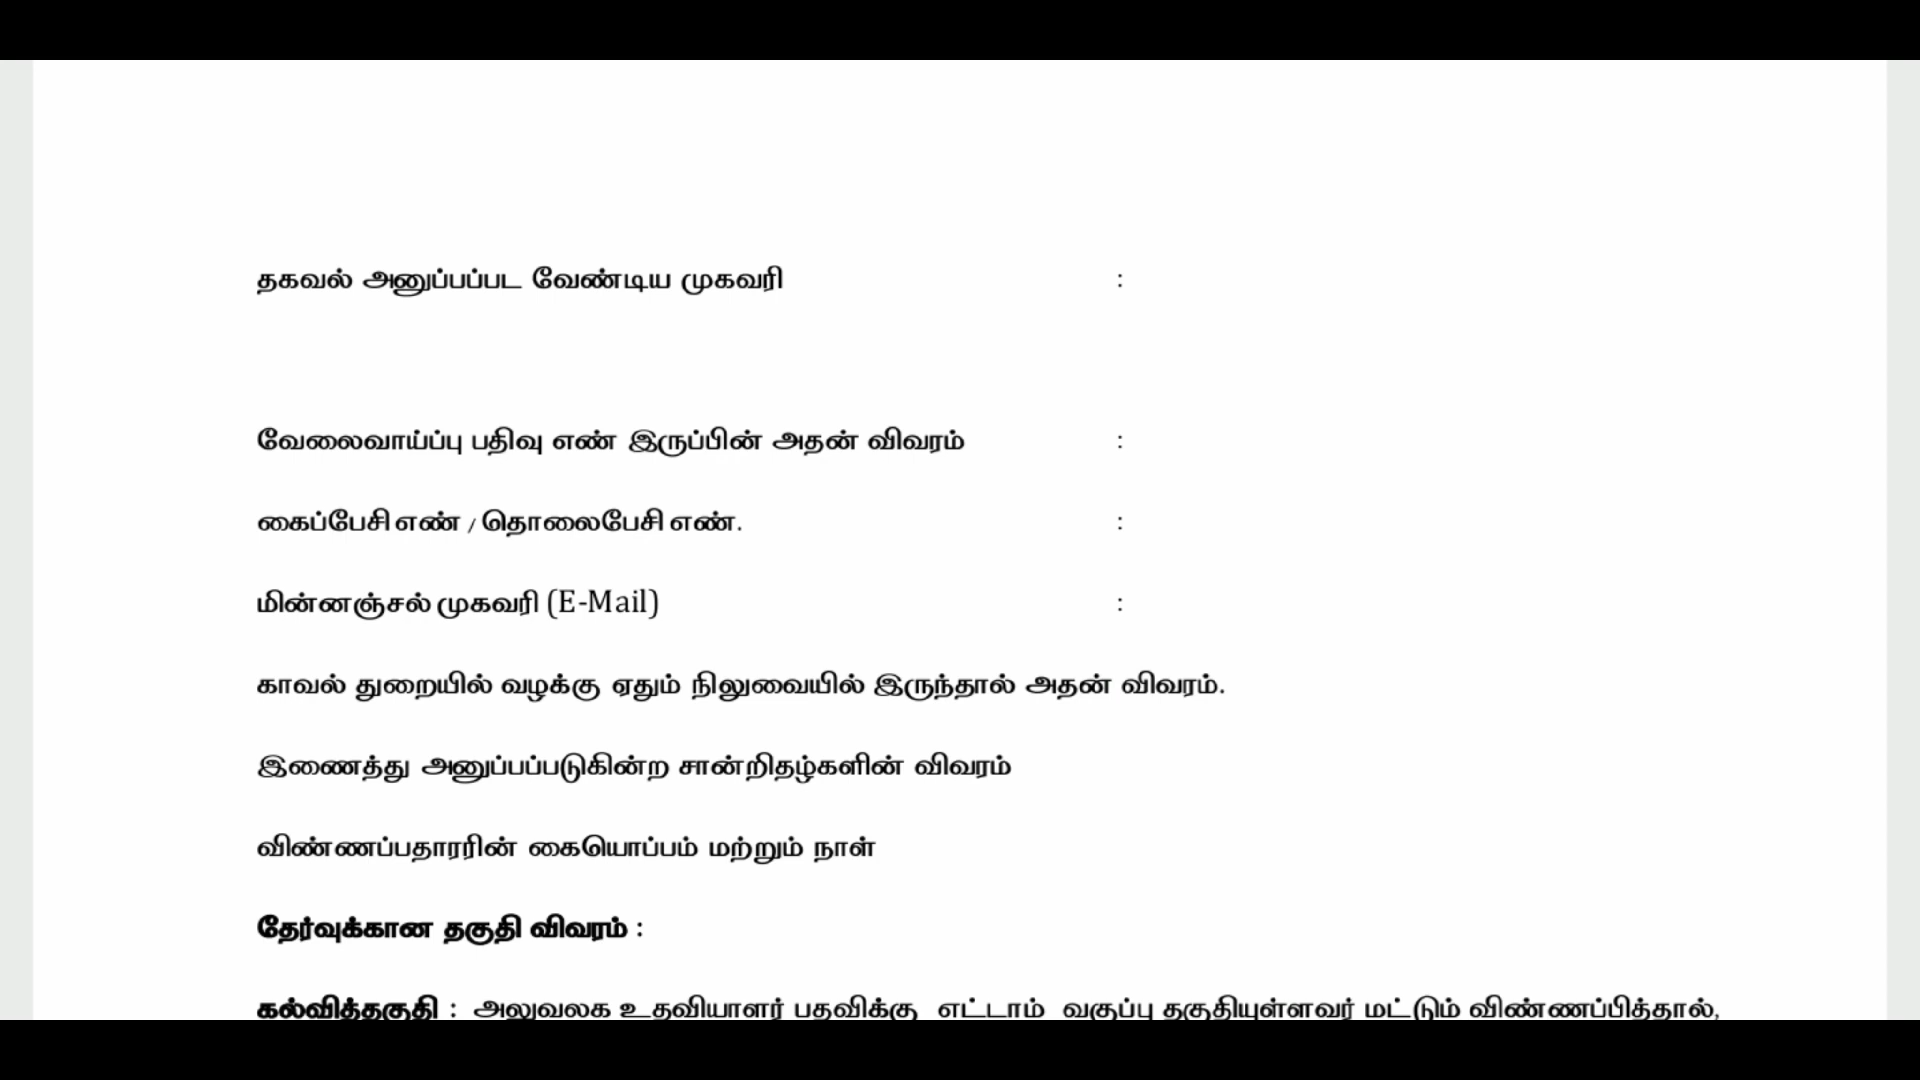 தகவல் அனுப்பப்பட வேண்டிய முகவரி :
வேலைவாய்ப்பு பதிவு எண் இருப்பின் அதன் விவரம் :
கைப்பேசி எண் / தொலைபேசி எண். :
மின்னஞ்சல் முகவரி (E-Mail) :
காவல் துறையில் வழக்கு ஏதும் நிலுவையில் இருந்தால் அதன் விவரம்.
இணைத்து அனுப்பப்படுகின்ற சான்றிதழ்களின் விவரம்
விண்ணப்பதாரரின் கையொப்பம் மற்றும் நாள்
தேர்வுக்கான தகுதி விவரம் :
கல்வித்தகுதி : அலுவலக உதவியாளர் பதவிக்கு எட்டாம் வகுப்பு தகுதியுள்ளவர் மட்டும் விண்ணப்பித்தால்,